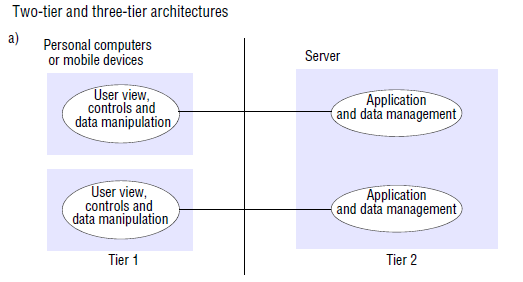 Two-tier and three-tier architectures
a)
Personal computers
or mobile devices
Server
User view,
controls and
data manipulation
Application
and data management
User view,
controls and
data manipulation
Application
and data management
Tier 1
Tier 2